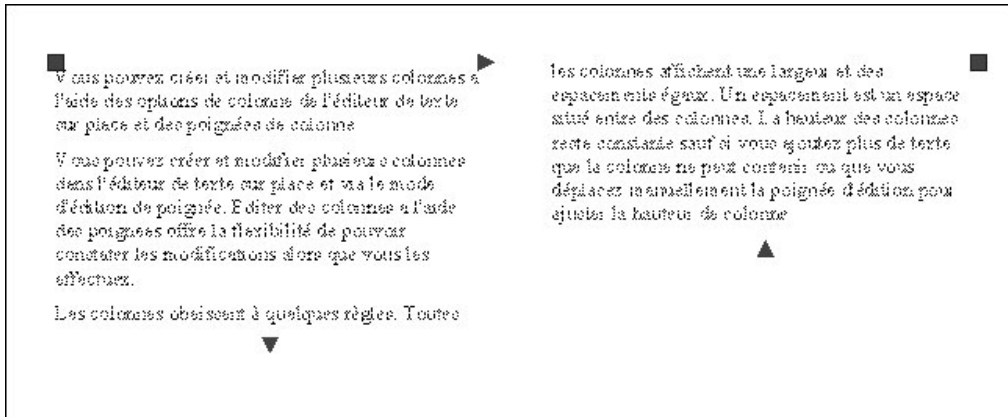 Vous pouvez créer et modifier plusieurs colonnes à
l'aide des options de colonne de l'éditeur de texte
sur place et des poignées de colonne
Vous pouvez créer et modifier plusieurs colonnes
dans l'éditeur de texte sur place et via le mode
d'édition de poignée. Editer des colonnes à l'aide
des poignées offre la flexibilité de pouvoir
constater les modifications alors que vous les
effectuez.
Les colonnes obéissent à quelques règles. Toutes
les colonnes affichent une largeur et des
espacements égaux. Un espacement est un espace
situé entre des colonnes. La hauteur des colonnes
reste constante sauf si vous ajoutez plus de texte
que la colonne ne peut contenir ou que vous
déplacez manuellement la poignée d'édition pour
ajuster la hauteur de colonne